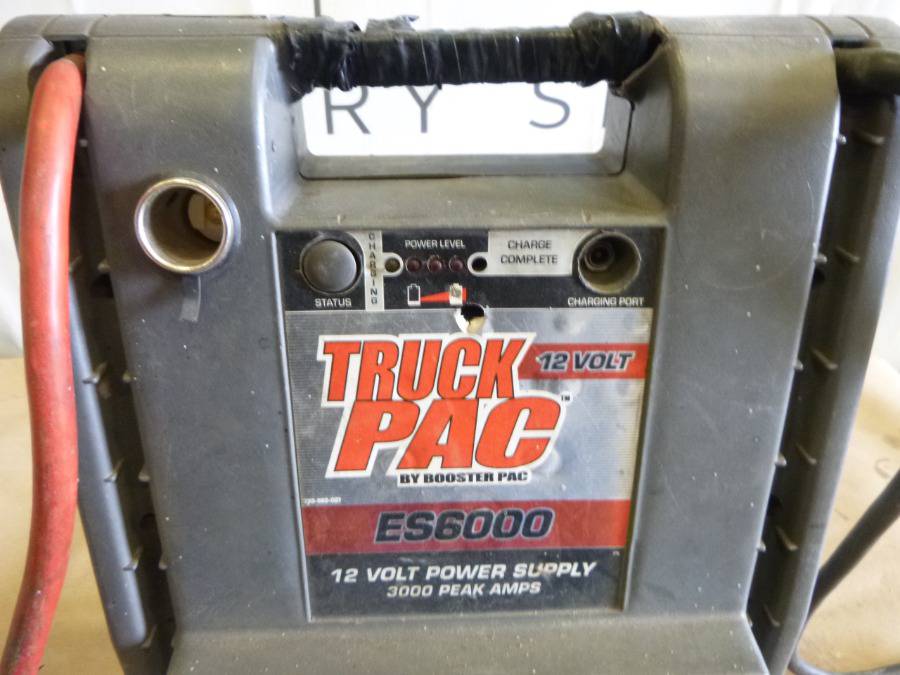 RY S
CHARGING
POWER LEVEL
CHARGE
COMPLETE
STATUS
CHARGING PORT
12 VOLT
TRUCK
PAC™
BY BOOSTER PAC
ES6000
12 VOLT POWER SUPPLY
3000 PEAK AMPS